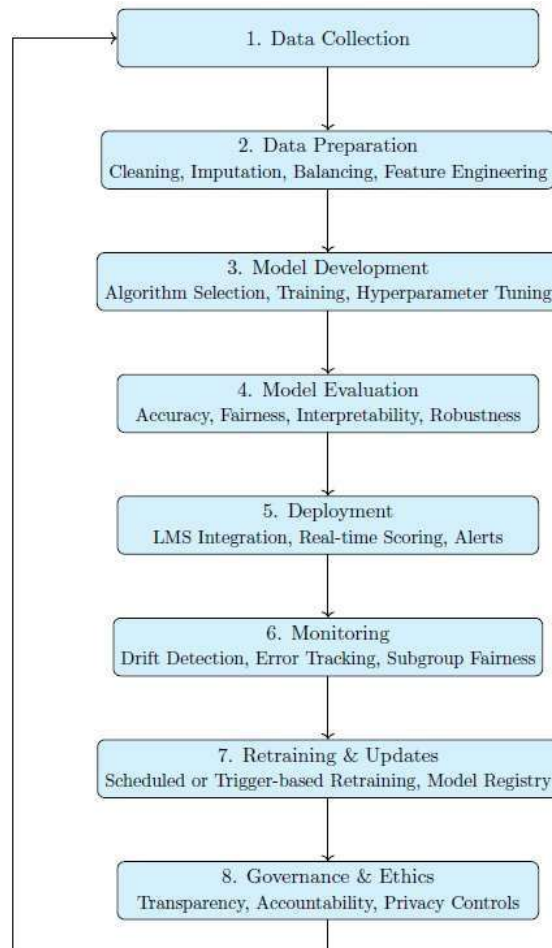 1. Data Collection
2. Data Preparation
Cleaning, Imputation, Balancing, Feature Engineering
3. Model Development
Algorithm Selection, Training, Hyperparameter Tuning
4. Model Evaluation
Accuracy, Fairness, Interpretability, Robustness
5. Deployment
LMS Integration, Real-time Scoring, Alerts
6. Monitoring
Drift Detection, Error Tracking, Subgroup Fairness
7. Retraining & Updates
Scheduled or Trigger-based Retraining, Model Registry
8. Governance & Ethics
Transparency, Accountability, Privacy Controls